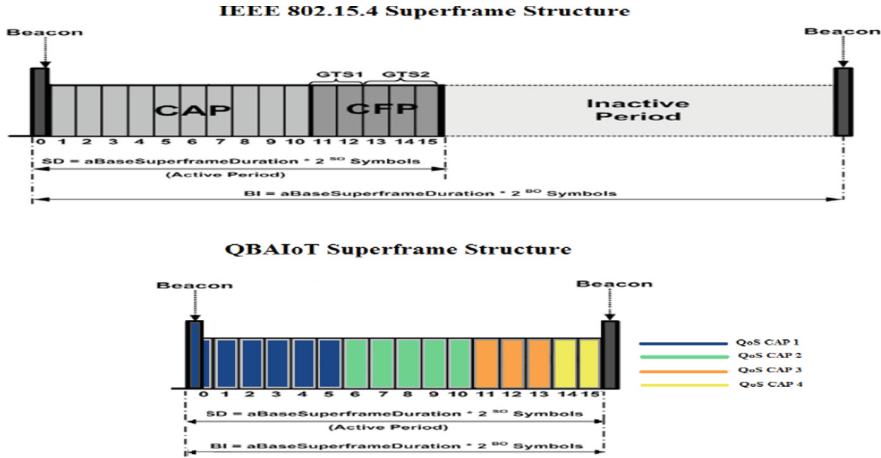 IEEE 802.15.4 Superframe Structure
Beacon
Beacon
GTS1 GTS2
CAP
CFP
Inactive
Period
0 1 2 3 4 5 6 7 8 9 10 11 12 13 14 15
SD = aBaseSuperframeDuration * 2 SO Symbols
(Active Period)
BI = aBaseSuperframeDuration * 2 BO Symbols
QBAIoT Superframe Structure
Beacon
Beacon
QoS CAP 1
QoS CAP 2
QoS CAP 3
QoS CAP 4
0 1 2 3 4 5 6 7 8 9 10 11 12 13 14 15
SD = aBaseSuperframeDuration * 2 SO Symbols
(Active Period)
BI = aBaseSuperframeDuration * 2 BO Symbols